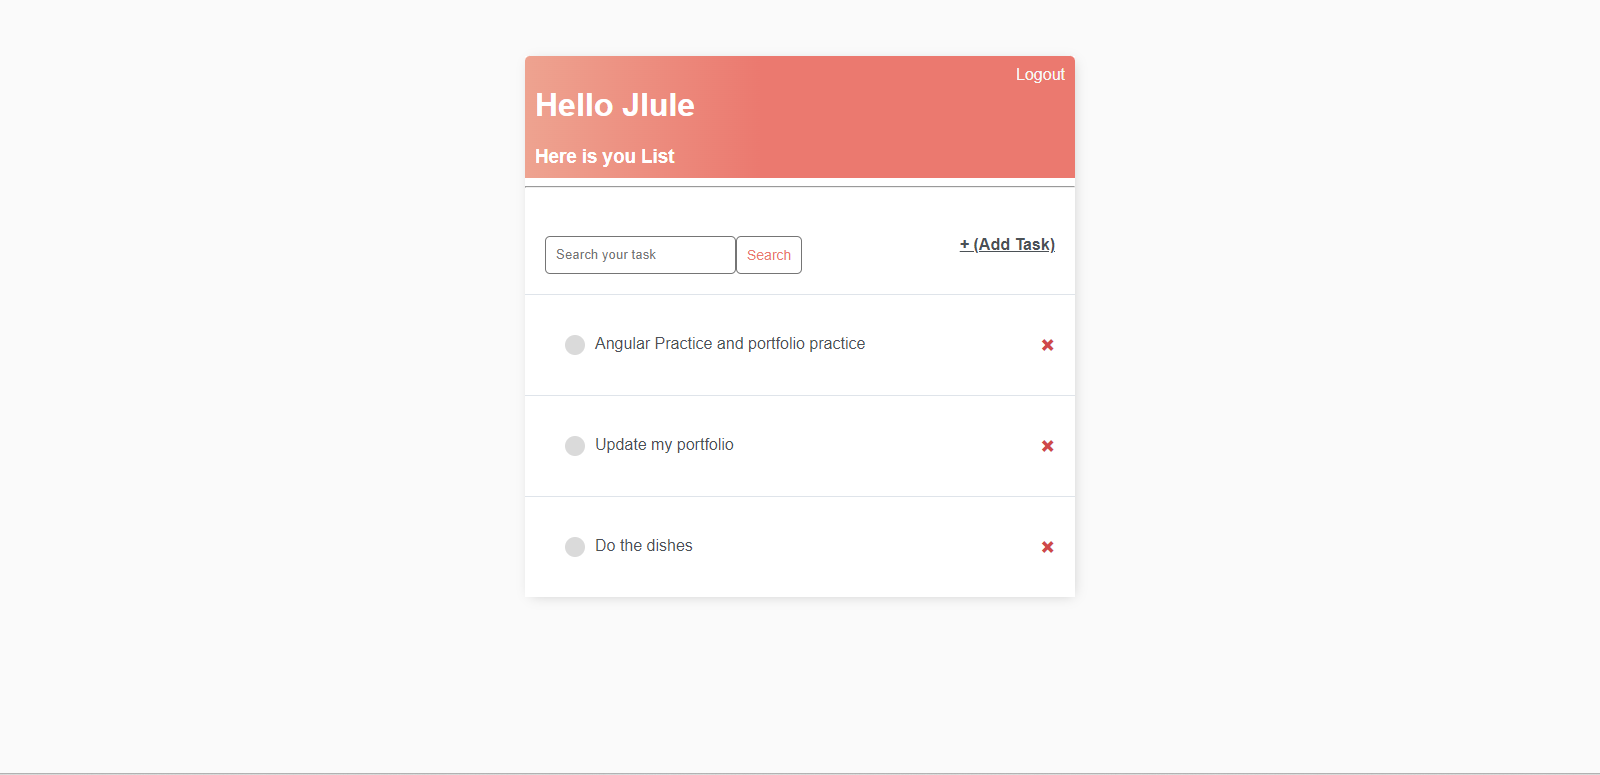 Logout
Hello Jlule
Here is you List
Search your task
Search
+ (Add Task)
Angular Practice and portfolio practice
Update my portfolio
Do the dishes